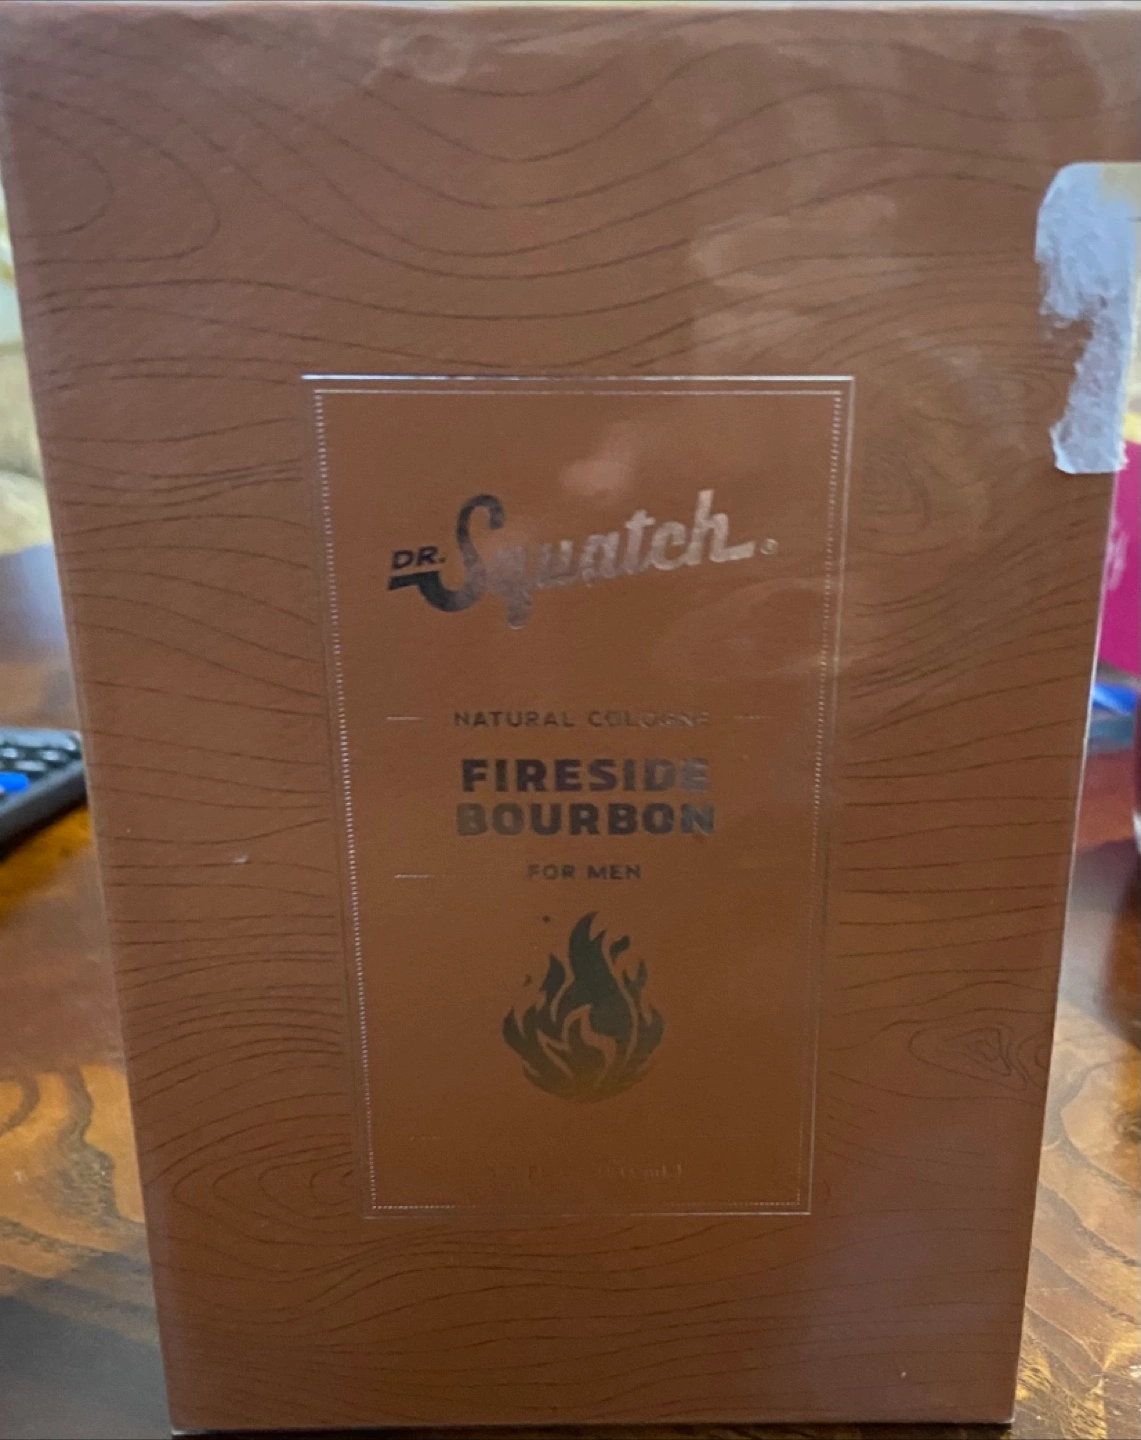 DR. Squatch®
NATURAL COLOGNE
FIRESIDE
BOURBON
FOR MEN